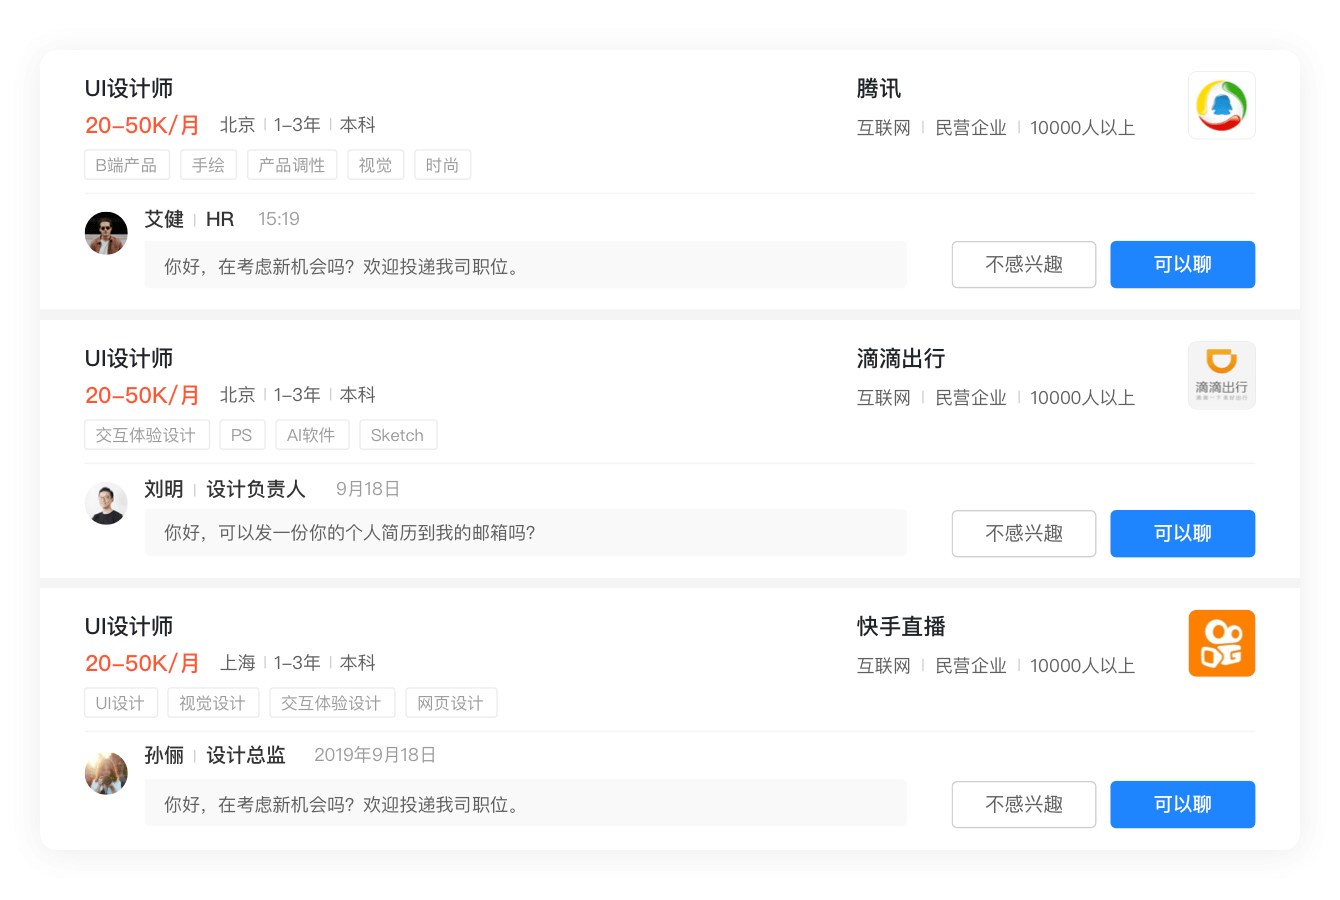 UI设计师
20–50K/月 北京 1–3年 本科
B端产品 手绘 产品调性 视觉 时尚
腾讯
互联网 民营企业 10000人以上
艾健 HR 15:19
你好，在考虑新机会吗？欢迎投递我司职位。
不感兴趣 可以聊
UI设计师
20–50K/月 北京 1–3年 本科
交互体验设计 PS AI软件 Sketch
滴滴出行
互联网 民营企业 10000人以上
滴滴出行
滴滴一下 美好出行
刘明 设计负责人 9月18日
你好，可以发一份你的个人简历到我的邮箱吗？
不感兴趣 可以聊
UI设计师
20–50K/月 上海 1–3年 本科
UI设计 视觉设计 交互体验设计 网页设计
快手直播
互联网 民营企业 10000人以上
孙俪 设计总监 2019年9月18日
你好，在考虑新机会吗？欢迎投递我司职位。
不感兴趣 可以聊